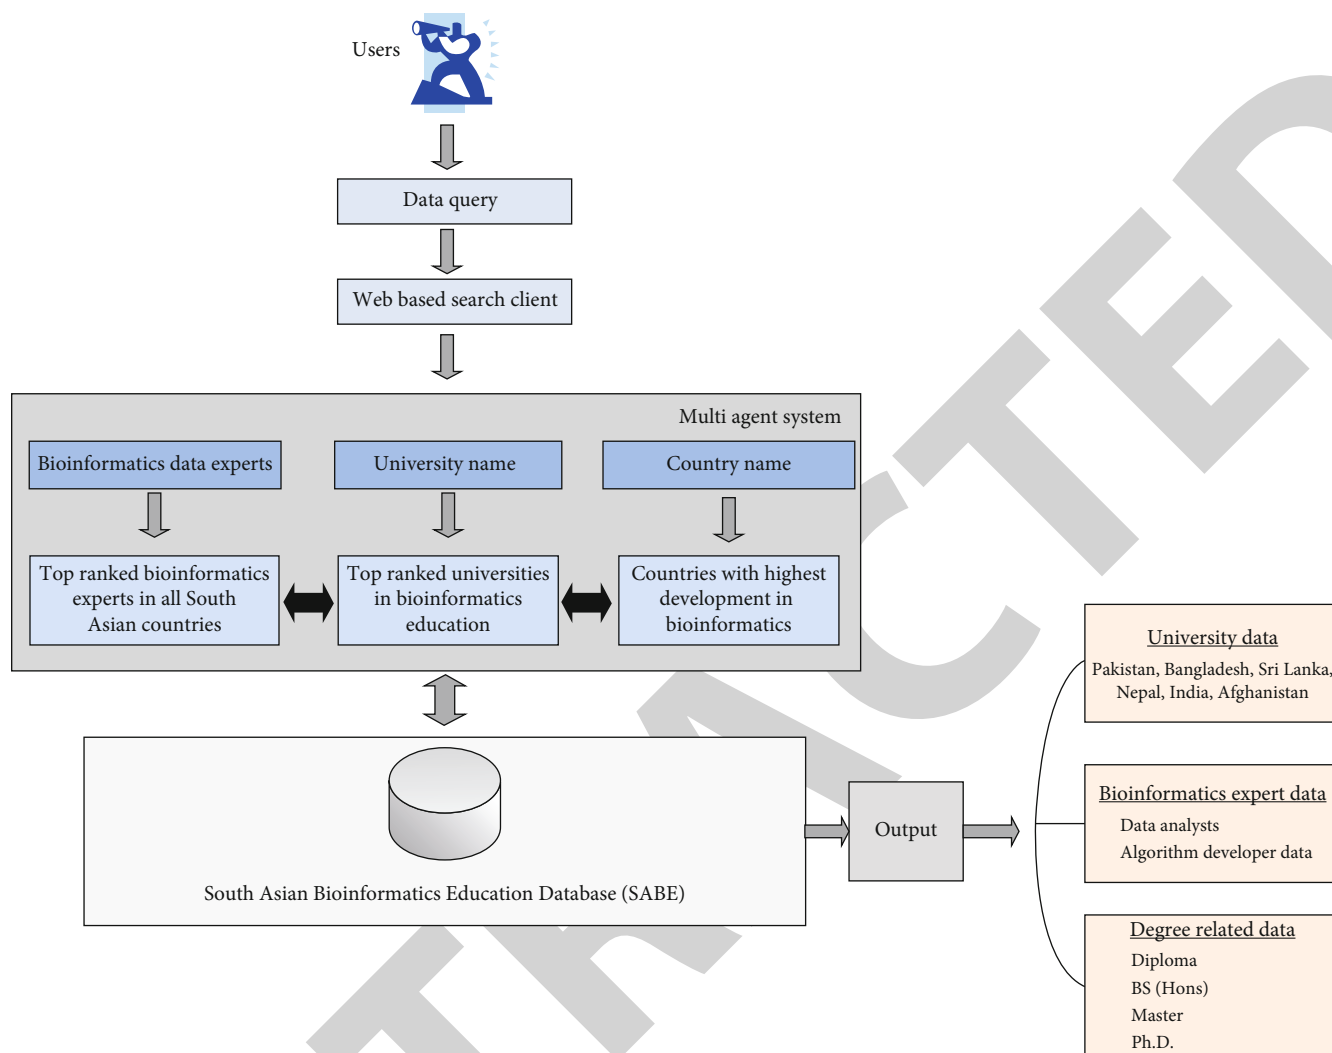 Users
Data query
Web based search client
Multi agent system
Bioinformatics data experts
University name
Country name
Top ranked bioinformatics
experts in all South
Asian countries
Top ranked universities
in bioinformatics
education
Countries with highest
development in
bioinformatics
South Asian Bioinformatics Education Database (SABE)
Output
University data
Pakistan, Bangladesh, Sri Lanka,
Nepal, India, Afghanistan
Bioinformatics expert data
Data analysts
Algorithm developer data
Degree related data
Diploma
BS (Hons)
Master
Ph.D.
TRACTED